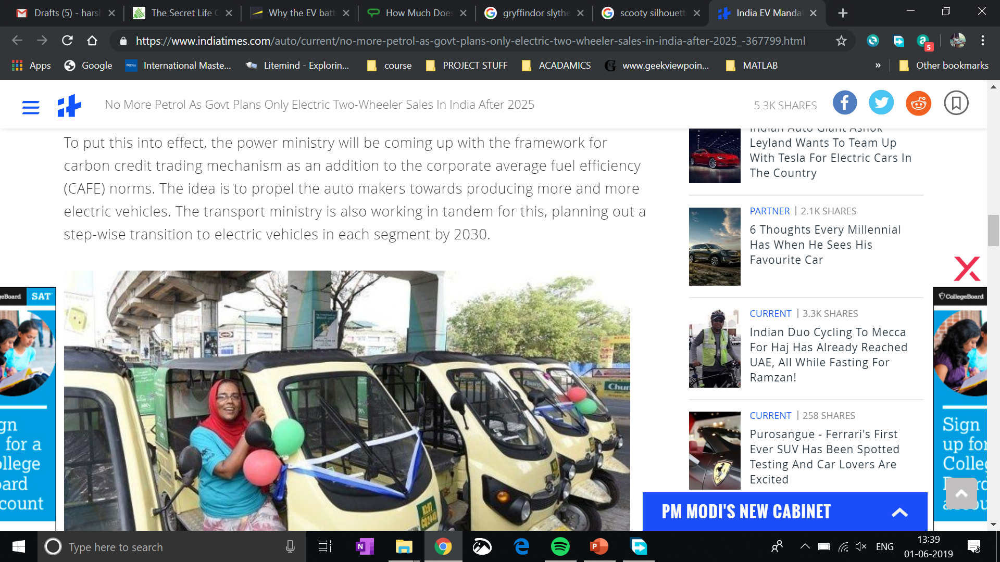 Drafts (5) - hars
The Secret Life
Why the EV batt
How Much Does
gryffindor slythe
scooty silhouett
India EV Manda
https://www.indiatimes.com/auto/current/no-more-petrol-as-govt-plans-only-electric-two-wheeler-sales-in-india-after-2025_-367799.html
5
Apps
Google
International Maste...
Litemind - Explorin...
course
PROJECT STUFF
ACADAMICS
www.geekviewpoin...
MATLAB
»
Other bookmarks
No More Petrol As Govt Plans Only Electric Two-Wheeler Sales In India After 2025
5.3K SHARES
To put this into effect, the power ministry will be coming up with the framework for
carbon credit trading mechanism as an addition to the corporate average fuel efficiency
(CAFE) norms. The idea is to propel the auto makers towards producing more and more
electric vehicles. The transport ministry is also working in tandem for this, planning out a
step-wise transition to electric vehicles in each segment by 2030.
Indian Auto Giant Ashok
Leyland Wants To Team Up
With Tesla For Electric Cars In
The Country
PARTNER | 2.1K SHARES
6 Thoughts Every Millennial
Has When He Sees His
Favourite Car
CURRENT | 3.3K SHARES
Indian Duo Cycling To Mecca
For Haj Has Already Reached
UAE, All While Fasting For
Ramzan!
CURRENT | 258 SHARES
Purosangue - Ferrari's First
Ever SUV Has Been Spotted
Testing And Car Lovers Are
Excited
PM MODI'S NEW CABINET
eBoard SAT
gn
for a
ollege
ard
count
CollegeBoard
Sign
up for
Colleg
Type here to search
ENG
13:39
01-06-2019